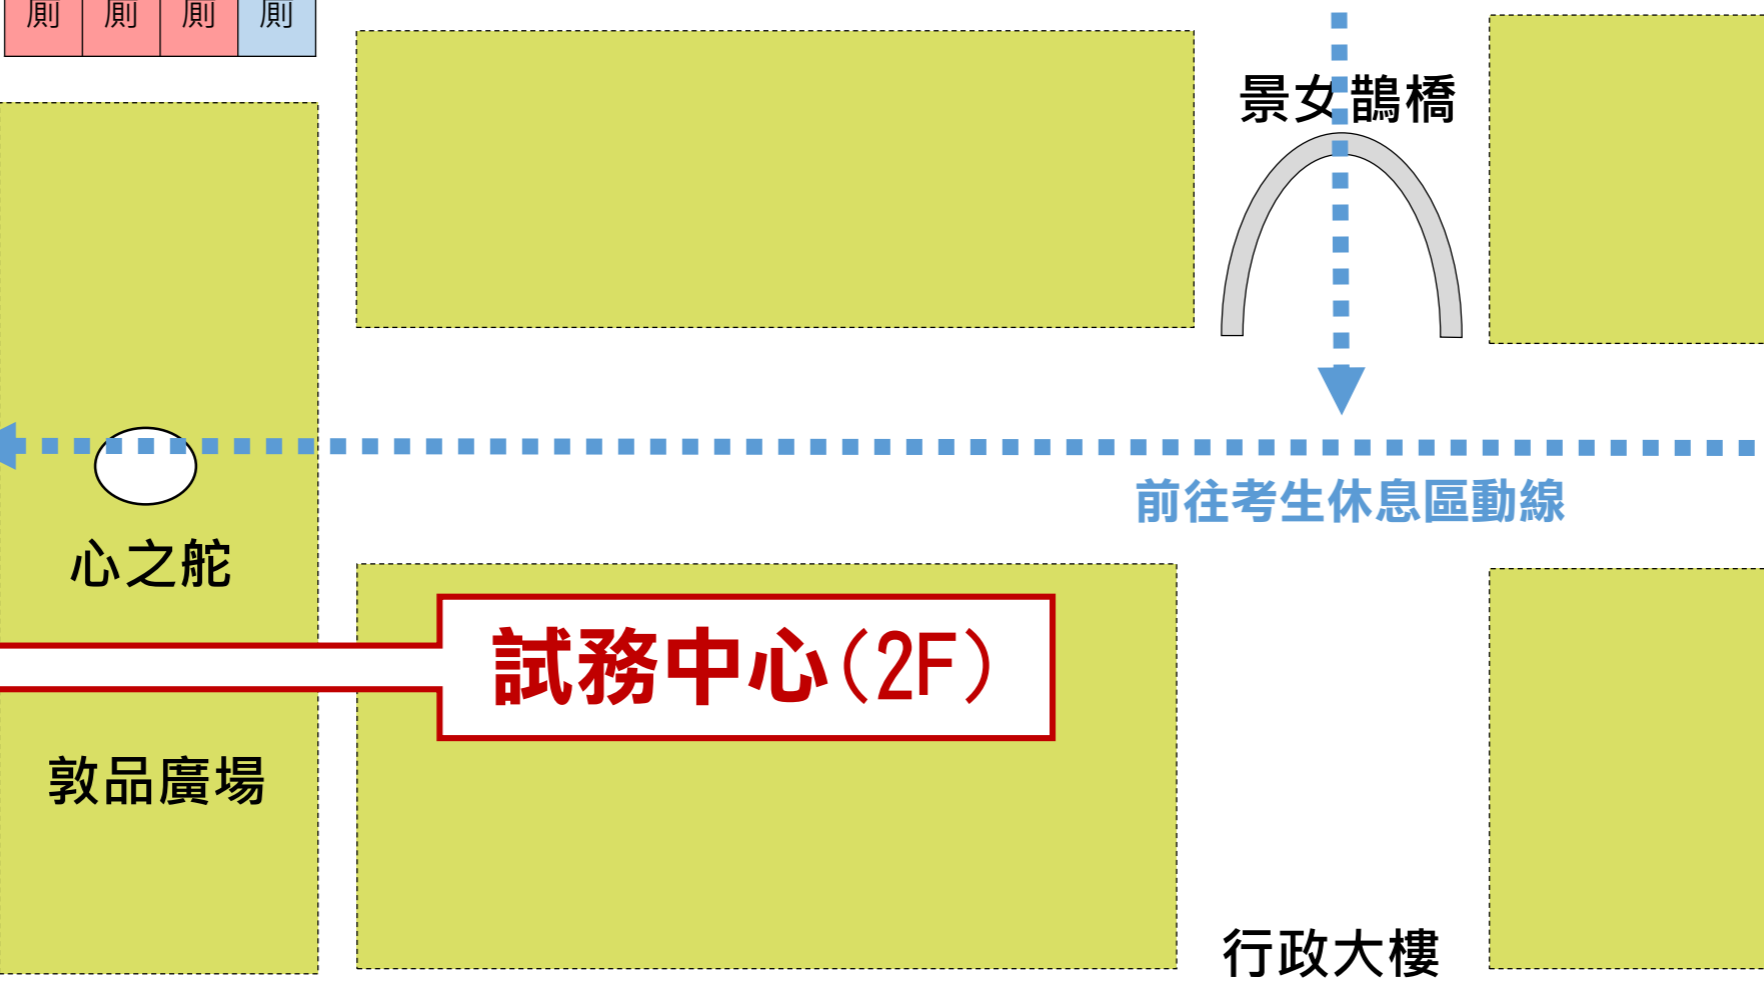 廁 廁 廁 廁
景女鵲橋
前往考生休息區動線
心之舵
試務中心(2F)
敦品廣場
行政大樓